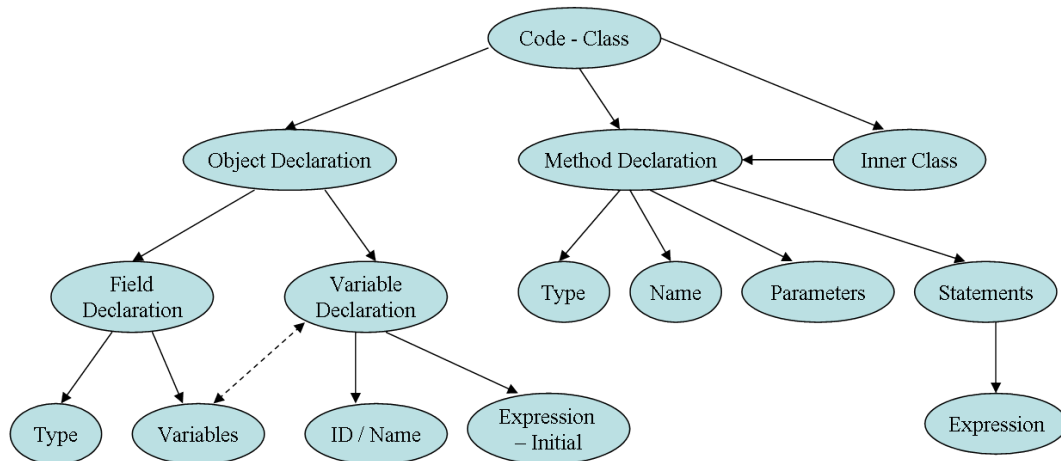 Code - Class
Object Declaration
Method Declaration
Inner Class
Field
Declaration
Variable
Declaration
Type
Name
Parameters
Statements
Type
Variables
ID / Name
Expression
– Initial
Expression